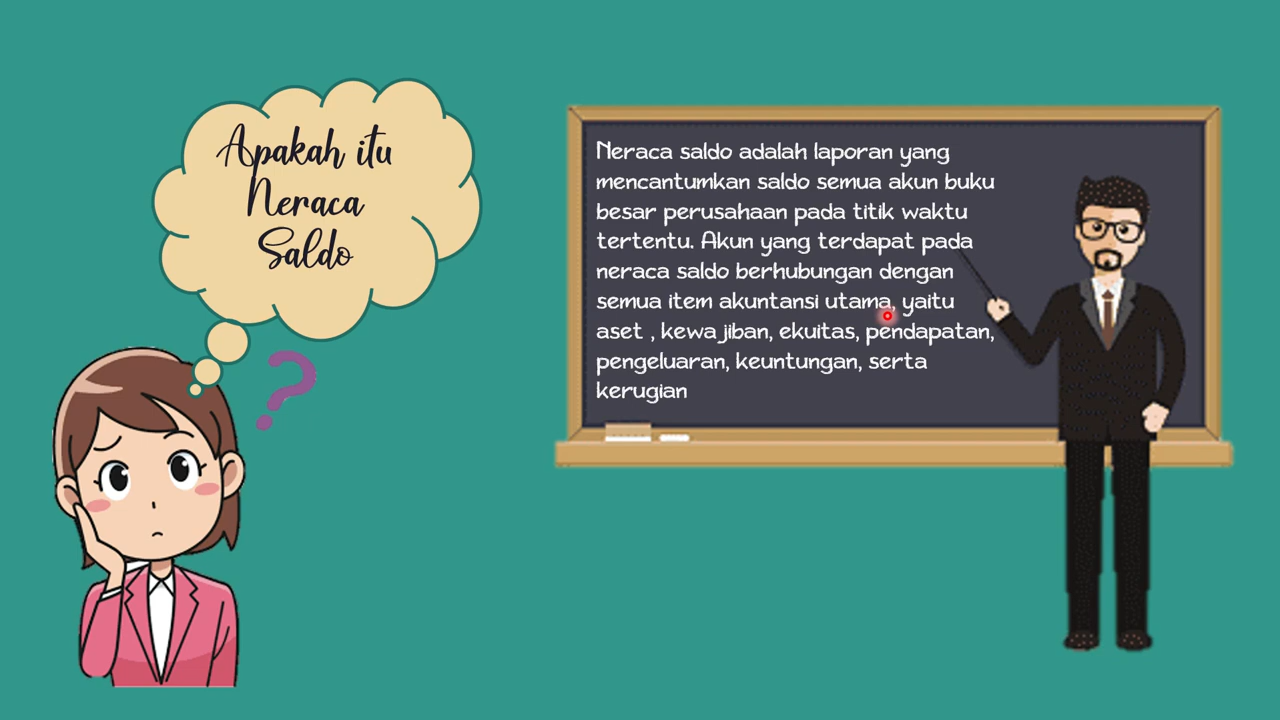 Apakah itu
Neraca
Saldo
Neraca saldo adalah laporan yang
mencantumkan saldo semua akun buku
besar perusahaan pada titik waktu
tertentu. Akun yang terdapat pada
neraca saldo berhubungan dengan
semua item akuntansi utama, yaitu
aset , kewajiban, ekuitas, pendapatan,
pengeluaran, keuntungan, serta
kerugian